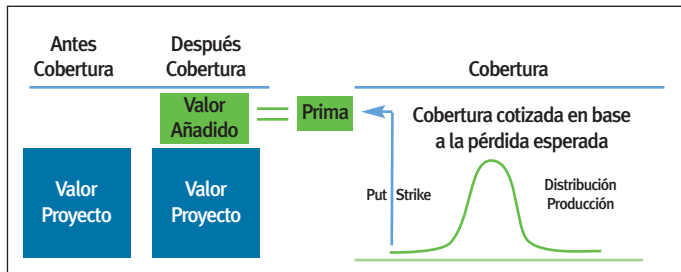 Antes
Cobertura
Después
Cobertura
Cobertura
Valor
Añadido
Prima
Cobertura cotizada en base
a la pérdida esperada
Valor
Proyecto
Valor
Proyecto
Put Strike
Distribución
Producción